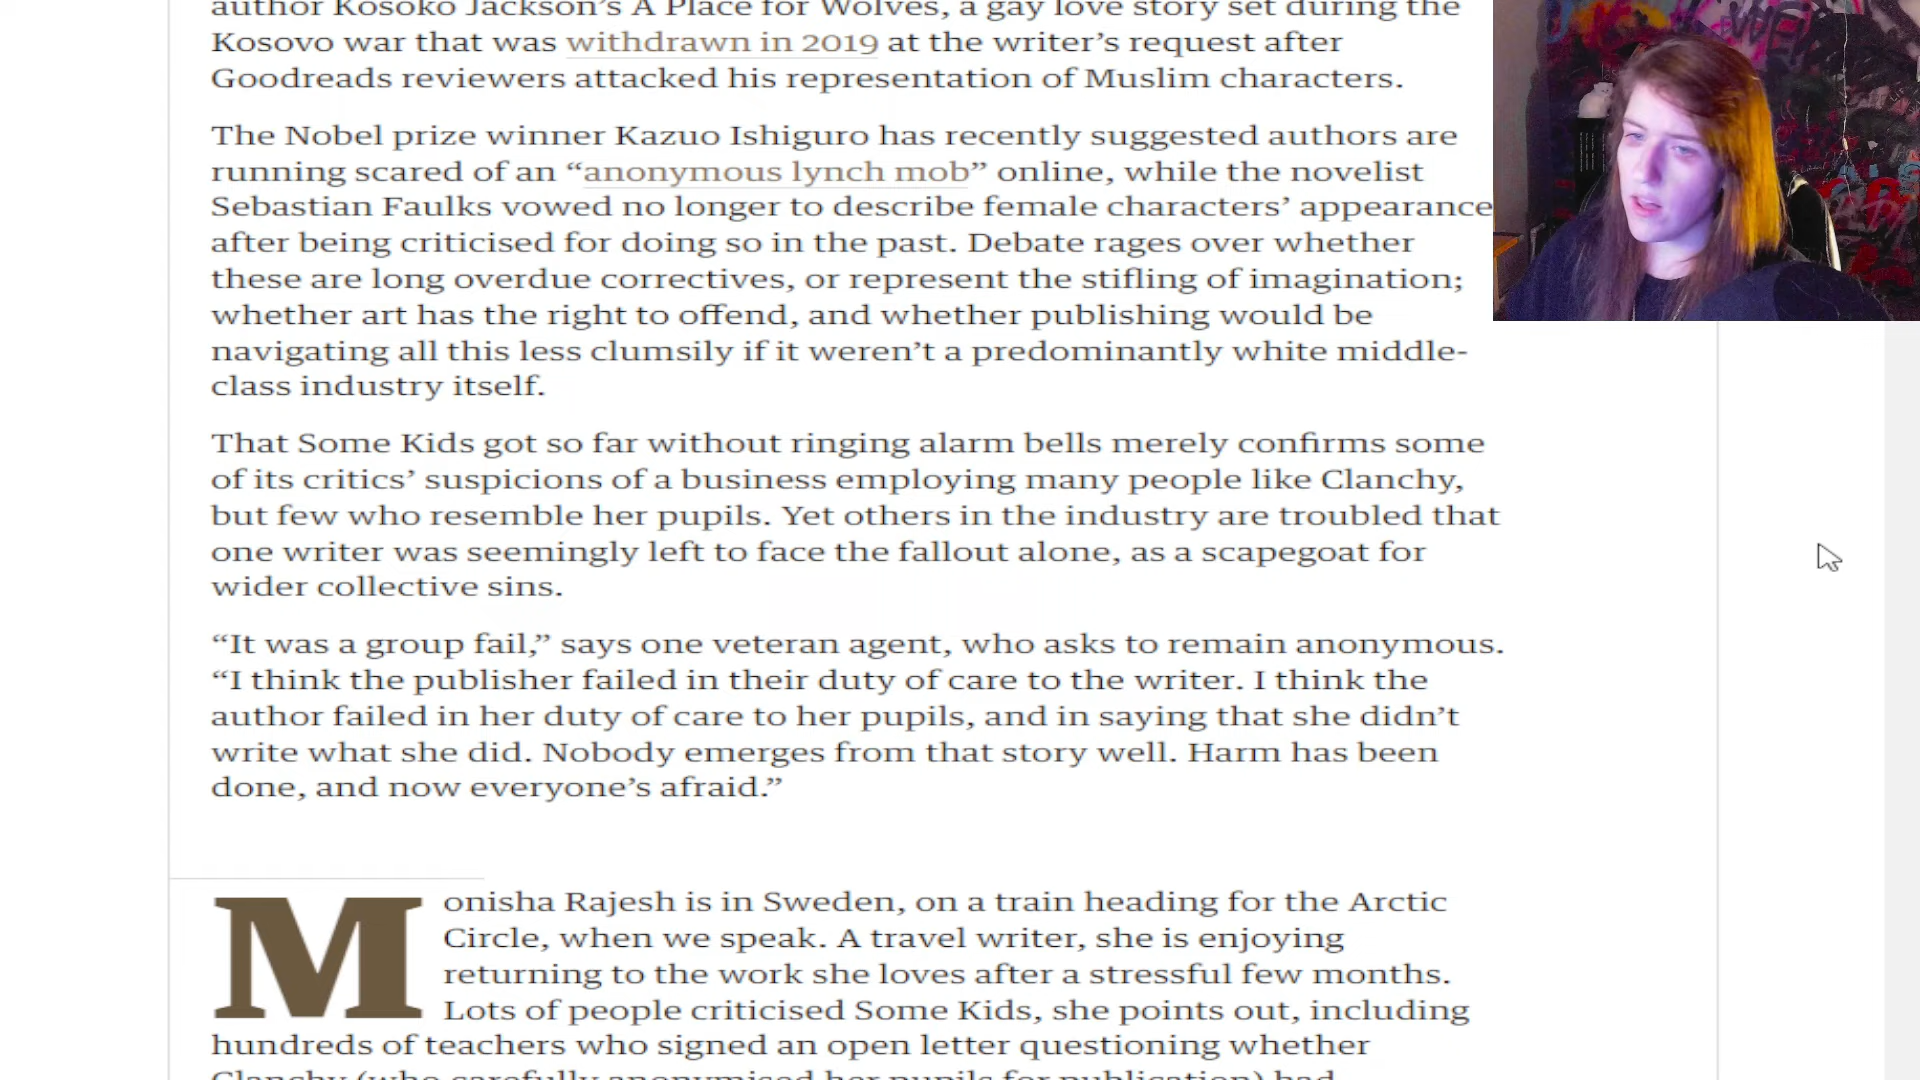 author Kosoko Jackson's A Place for Wolves, a gay love story set during the
Kosovo war that was withdrawn in 2019 at the writer's request after
Goodreads reviewers attacked his representation of Muslim characters.
The Nobel prize winner Kazuo Ishiguro has recently suggested authors are
running scared of an “anonymous lynch mob” online, while the novelist
Sebastian Faulks vowed no longer to describe female characters’ appearance
after being criticised for doing so in the past. Debate rages over whether
these are long overdue correctives, or represent the stifling of imagination;
whether art has the right to offend, and whether publishing would be
navigating all this less clumsily if it weren’t a predominantly white middle-
class industry itself.
That Some Kids got so far without ringing alarm bells merely confirms some
of its critics’ suspicions of a business employing many people like Clanchy,
but few who resemble her pupils. Yet others in the industry are troubled that
one writer was seemingly left to face the fallout alone, as a scapegoat for
wider collective sins.
“It was a group fail,” says one veteran agent, who asks to remain anonymous.
“I think the publisher failed in their duty of care to the writer. I think the
author failed in her duty of care to her pupils, and in saying that she didn’t
write what she did. Nobody emerges from that story well. Harm has been
done, and now everyone’s afraid.”
Monisha Rajesh is in Sweden, on a train heading for the Arctic
Circle, when we speak. A travel writer, she is enjoying
returning to the work she loves after a stressful few months.
Lots of people criticised Some Kids, she points out, including
hundreds of teachers who signed an open letter questioning whether
Clanchy (who carefully anonymised her pupils for publication) had